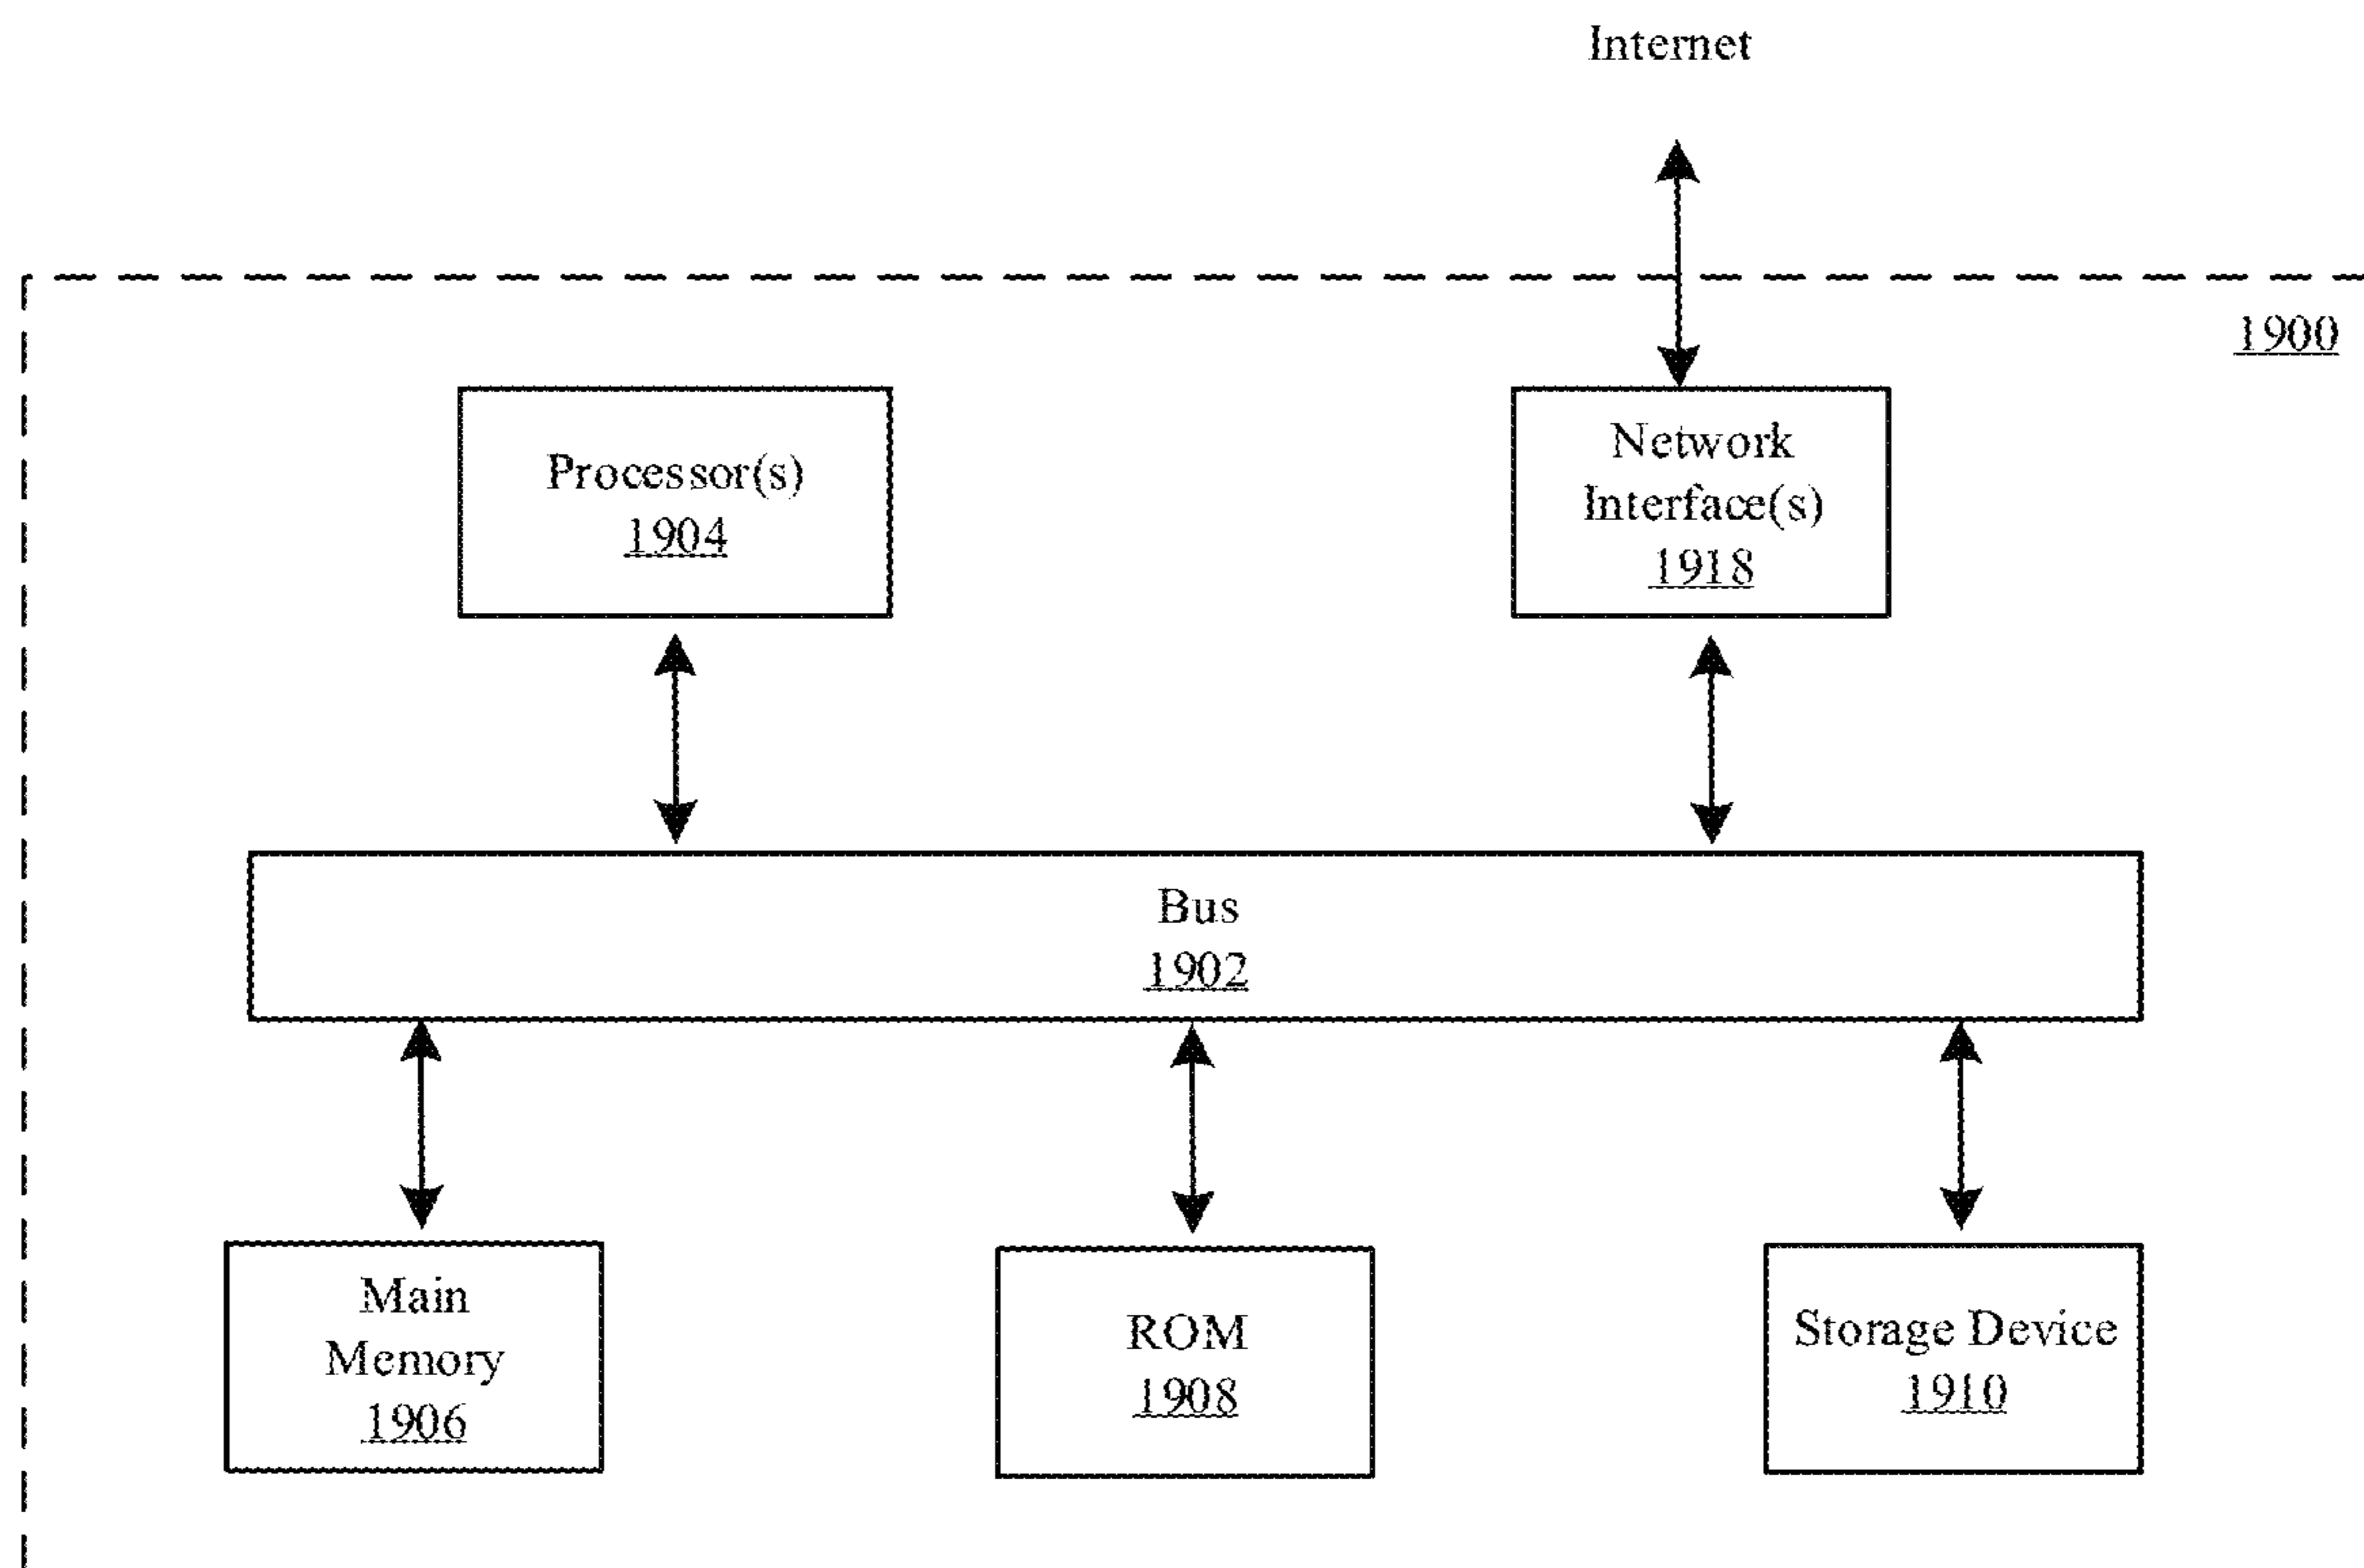 Internet
1900
Processor(s)
1904
Network
Interface(s)
1918
Bus
1902
Main
Memory
1906
ROM
1908
Storage Device
1910